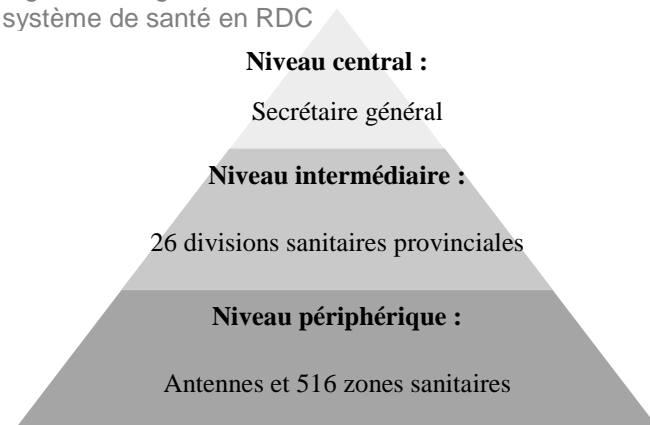 système de santé en RDC
Niveau central :
Secrétaire général
Niveau intermédiaire :
26 divisions sanitaires provinciales
Niveau périphérique :
Antennes et 516 zones sanitaires